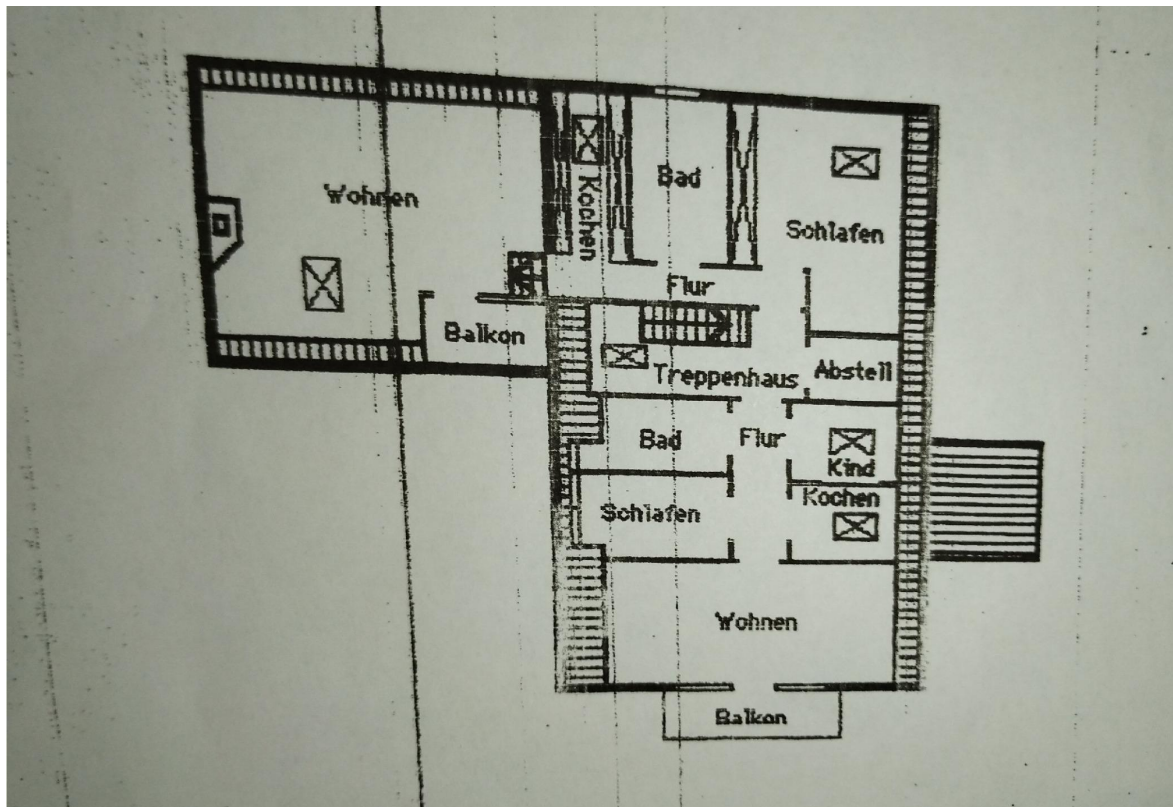 Wohnen
Kochen
Bad
Schlafen
Flur
Balkon
Treppenhaus
Abstell
Bad
Flur
Kind
Kochen
Schlafen
Wohnen
Balkon